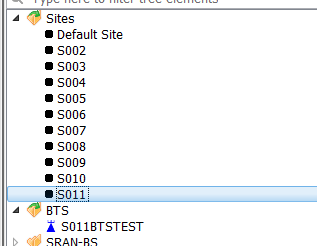 Type here to filter tree elements
Sites
Default Site
S002
S003
S004
S005
S006
S007
S008
S009
S010
S011
BTS
S011BTSTEST
SRAN-BS